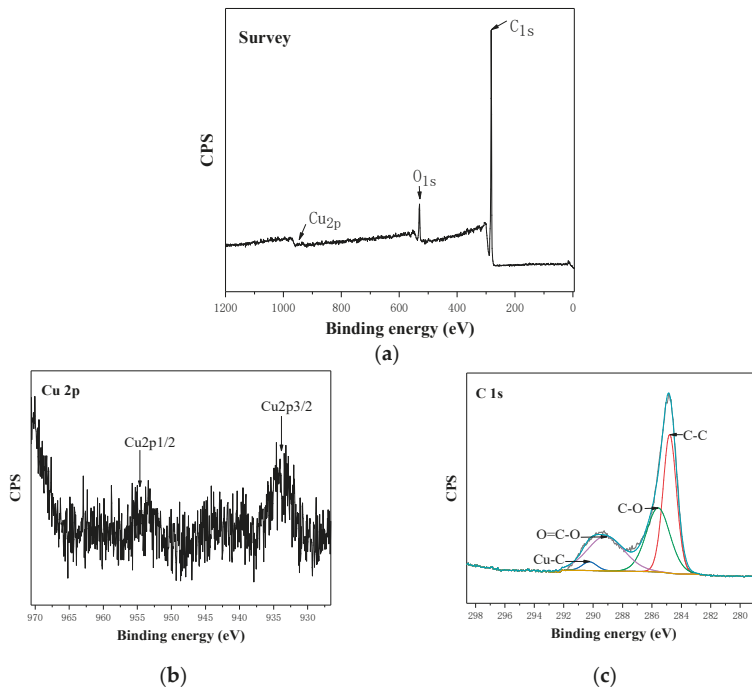 Survey
C1s
O1s
Cu2p
CPS
1200 1000 800 600 400 200 0
Binding energy (eV)
(a)
Cu 2p
Cu2p3/2
Cu2p1/2
CPS
970 965 960 955 950 945 940 935 930
Binding energy (eV)
(b)
C 1s
C-C
C-O
O=C-O
Cu-C
CPS
298 296 294 292 290 288 286 284 282 280
Binding energy (eV)
(c)